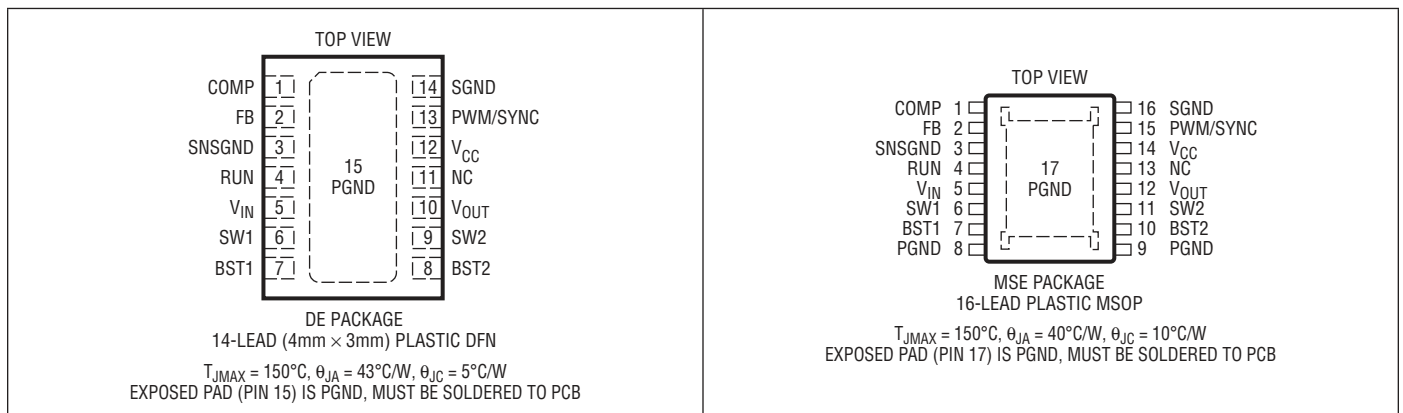 TOP VIEW
COMP 1
FB 2
SNSGND 3
RUN 4
VIN 5
SW1 6
BST1 7
15
PGND
14 SGND
13 PWM/SYNC
12 VCC
11 NC
10 VOUT
9 SW2
8 BST2
DE PACKAGE
14-LEAD (4mm × 3mm) PLASTIC DFN
TJMAX = 150°C, θJA = 43°C/W, θJC = 5°C/W
EXPOSED PAD (PIN 15) IS PGND, MUST BE SOLDERED TO PCB
TOP VIEW
COMP 1
FB 2
SNSGND 3
RUN 4
VIN 5
SW1 6
BST1 7
PGND 8
17
PGND
16 SGND
15 PWM/SYNC
14 VCC
13 NC
12 VOUT
11 SW2
10 BST2
9 PGND
MSE PACKAGE
16-LEAD PLASTIC MSOP
TJMAX = 150°C, θJA = 40°C/W, θJC = 10°C/W
EXPOSED PAD (PIN 17) IS PGND, MUST BE SOLDERED TO PCB